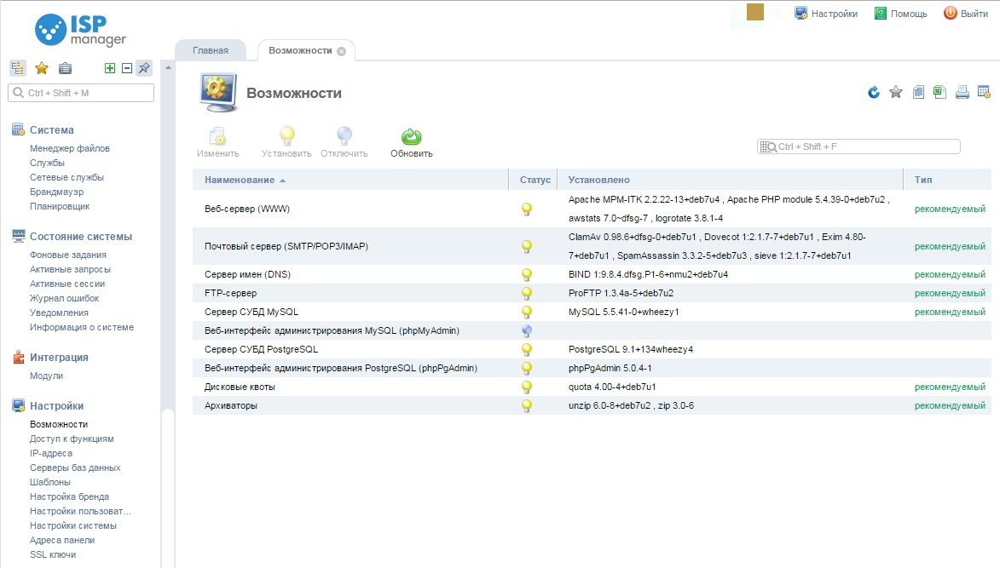 ISP
manager
Настройки
Помощь
Выйти
Главная
Возможности
Ctrl + Shift + M
Система
Менеджер файлов
Службы
Сетевые службы
Брандмауэр
Планировщик
Состояние системы
Фоновые задания
Активные запросы
Активные сессии
Журнал ошибок
Уведомления
Информация о системе
Интеграция
Модули
Настройки
Возможности
Доступ к функциям
IP-адреса
Серверы баз данных
Шаблоны
Настройка бренда
Настройки пользоват...
Настройки системы
Адреса панели
SSL ключи
Возможности
Изменить Установить Отключить Обновить
Ctrl + Shift + F
Наименование Статус Установлено Тип
Веб-сервер (WWW) Apache MPM-ITK 2.2.22-13+deb7u4 , Apache PHP module 5.4.39-0+deb7u2 , рекомендуемый
awstats 7.0~dfsg-7 , logrotate 3.8.1-4
Почтовый сервер (SMTP/POP3/IMAP) ClamAv 0.98.6+dfsg-0+deb7u1 , Dovecot 1:2.1.7-7+deb7u1 , Exim 4.80- рекомендуемый
7+deb7u1 , SpamAssassin 3.3.2-5+deb7u3 , sieve 1:2.1.7-7+deb7u1
Сервер имен (DNS) BIND 1:9.8.4.dfsg.P1-6+nmu2+deb7u4 рекомендуемый
FTP-сервер ProFTP 1.3.4a-5+deb7u2 рекомендуемый
Сервер СУБД MySQL MySQL 5.5.41-0+wheezy1 рекомендуемый
Веб-интерфейс администрирования MySQL (phpMyAdmin)
Сервер СУБД PostgreSQL PostgreSQL 9.1+134wheezy4
Веб-интерфейс администрирования PostgreSQL (phpPgAdmin) phpPgAdmin 5.0.4-1
Дисковые квоты quota 4.00-4+deb7u1 рекомендуемый
Архиваторы unzip 6.0-8+deb7u2 , zip 3.0-6 рекомендуемый